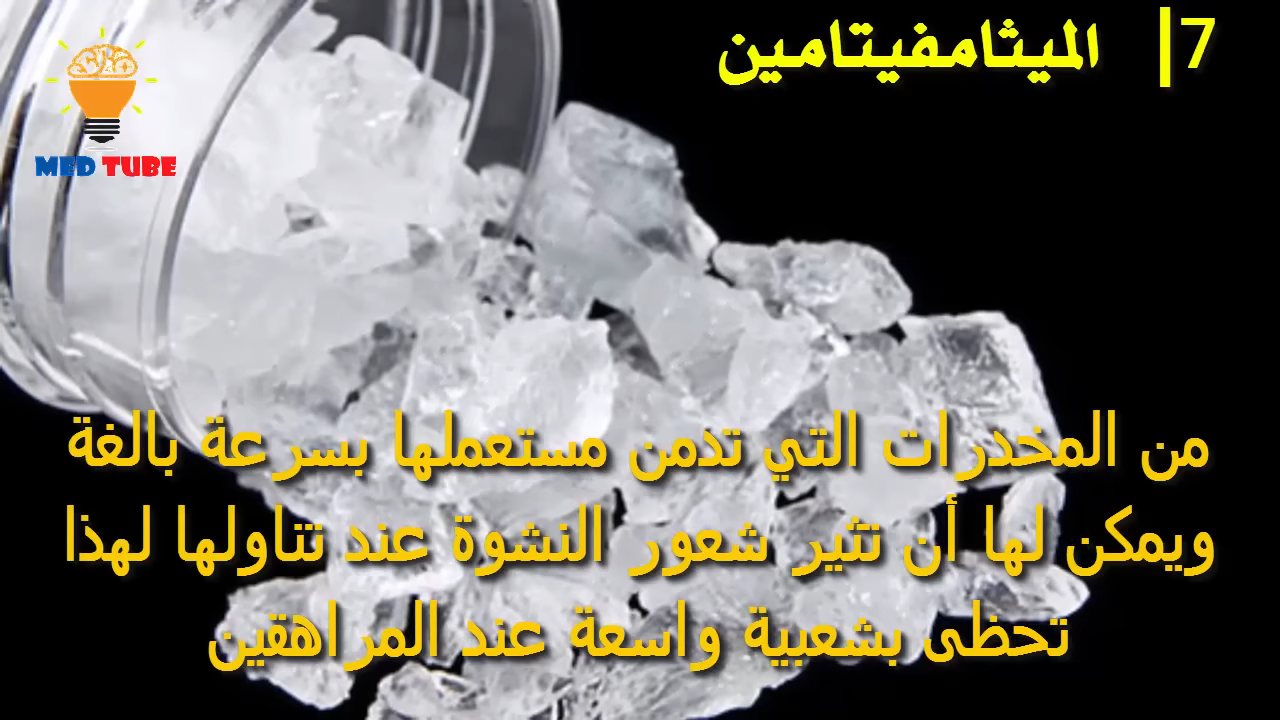 7| الميثامفيتامين
MED TUBE
من المخدرات التي تدمن مستعملها بسرعة بالغة
ويمكن لها أن تثير شعور النشوة عند تناولها لهذا
تحظى بشعبية واسعة عند المراهقين